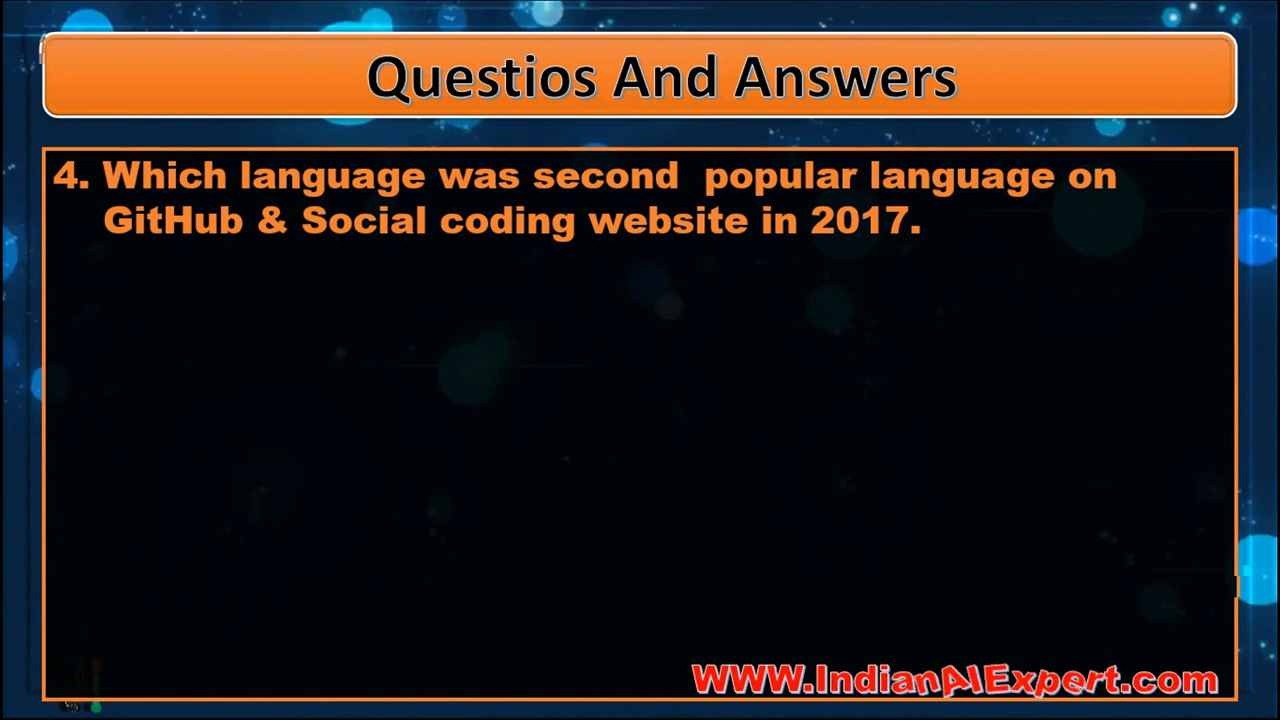 Questios And Answers
4. Which language was second popular language on
GitHub & Social coding website in 2017.
WWW.IndianAIExpert.com